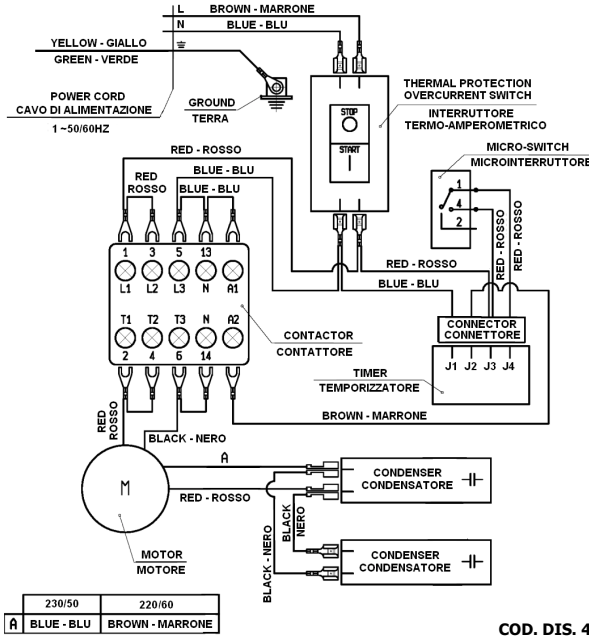 L BROWN - MARRONE
N BLUE - BLU
YELLOW - GIALLO
GREEN - VERDE
POWER CORD
CAVO DI ALIMENTAZIONE
1 ~50/60HZ
GROUND
TERRA
STOP
START
THERMAL PROTECTION
OVERCURRENT SWITCH
INTERRUTTORE
TERMO-AMPEROMETRICO
MICRO-SWITCH
MICROINTERRUTTORE
1
4
2
RED - ROSSO
RED - ROSSO
RED - ROSSO
BLUE - BLU
RED
ROSSO
BLUE - BLU
1 3 5 13
L1 L2 L3 N A1
T1 T2 T3 N A2
2 4 6 14
RED - ROSSO
BLUE - BLU
CONTACTOR
CONTATTORE
CONNECTOR
CONNETTORE
J1 J2 J3 J4
TIMER
TEMPORIZZATORE
BROWN - MARRONE
RED
ROSSO
BLACK - NERO
A
M
RED - ROSSO
MOTOR
MOTORE
BLACK - NERO
BLACK
NERO
CONDENSER
CONDENSATORE
CONDENSER
CONDENSATORE
230/50 220/60
A BLUE - BLU BROWN - MARRONE
COD. DIS. 4